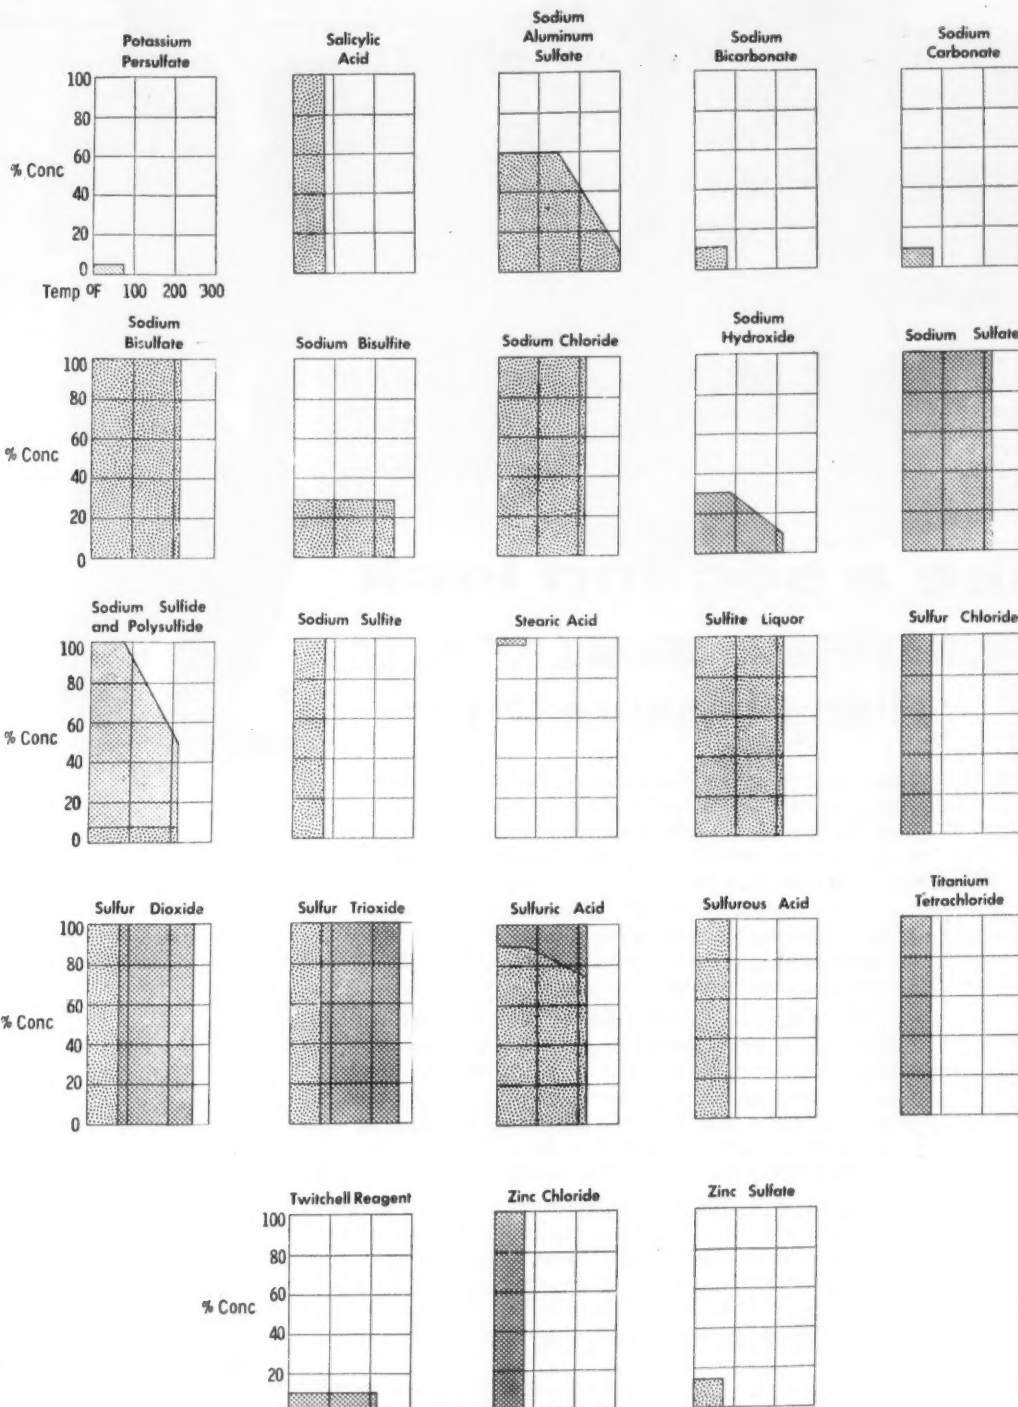 Potassium
Persulfate
Salicylic
Acid
Sodium
Aluminum
Sulfate
Sodium
Bicarbonate
Sodium
Carbonate
100
80
% Conc 60
40
20
0
Temp °F 100 200 300
Sodium
Bisulfate
Sodium Bisulfite
Sodium Chloride
Sodium
Hydroxide
Sodium Sulfate
100
80
60
% Conc
40
20
0
Sodium Sulfide
and Polysulfide
Sodium Sulfite
Stearic Acid
Sulfite Liquor
Sulfur Chloride
100
80
60
% Conc
40
20
0
Sulfur Dioxide
Sulfur Trioxide
Sulfuric Acid
Sulfurous Acid
Titanium
Tetrachloride
100
80
60
% Conc
40
20
0
Twitchell Reagent
Zinc Chloride
Zinc Sulfate
100
80
60
% Conc
40
20